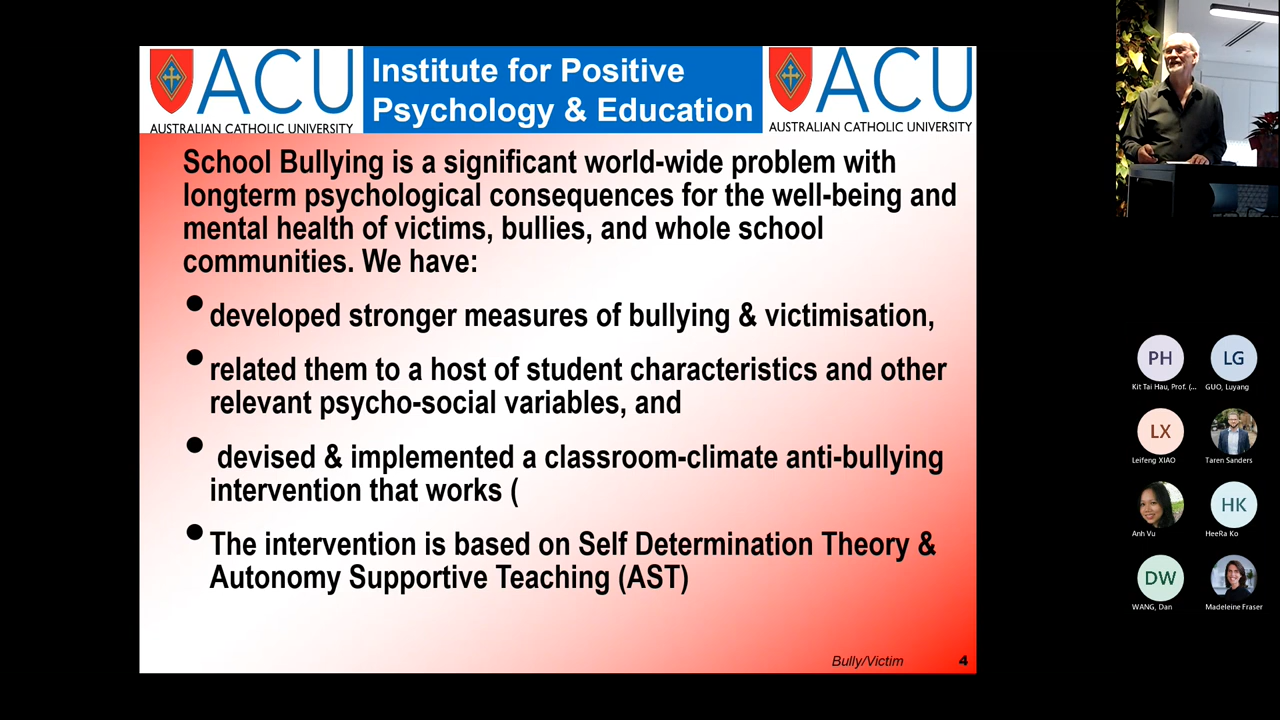 ACU
AUSTRALIAN CATHOLIC UNIVERSITY
Institute for Positive
Psychology & Education
ACU
AUSTRALIAN CATHOLIC UNIVERSITY
School Bullying is a significant world-wide problem with
longterm psychological consequences for the well-being and
mental health of victims, bullies, and whole school
communities. We have:
• developed stronger measures of bullying & victimisation,
• related them to a host of student characteristics and other
relevant psycho-social variables, and
• devised & implemented a classroom-climate anti-bullying
intervention that works (
• The intervention is based on Self Determination Theory &
Autonomy Supportive Teaching (AST)
Bully/Victim
4
PH
Kit Tai Hau, Prof. (...
LG
GUO, Luyang
LX
Leifeng XIAO
Taren Sanders
Anh Vu
HK
HeeRa Ko
DW
WANG, Dan
Madeleine Fraser